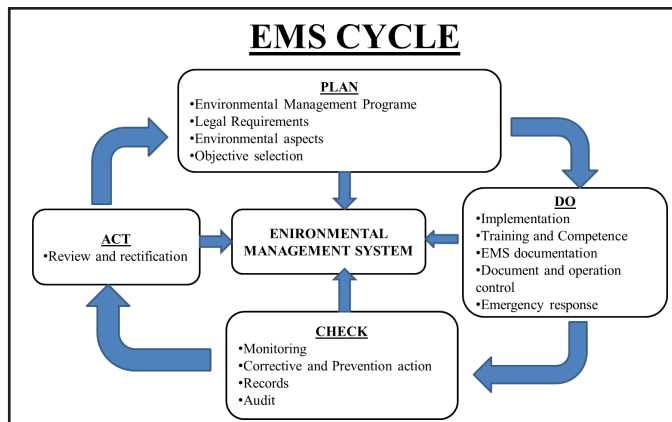 EMS CYCLE
PLAN
•Environmental Management Programe
•Legal Requirements
•Environmental aspects
•Objective selection
DO
•Implementation
•Training and Competence
•EMS documentation
•Document and operation
control
•Emergency response
CHECK
•Monitoring
•Corrective and Prevention action
•Records
•Audit
ACT
•Review and rectification
ENIRONMENTAL
MANAGEMENT SYSTEM